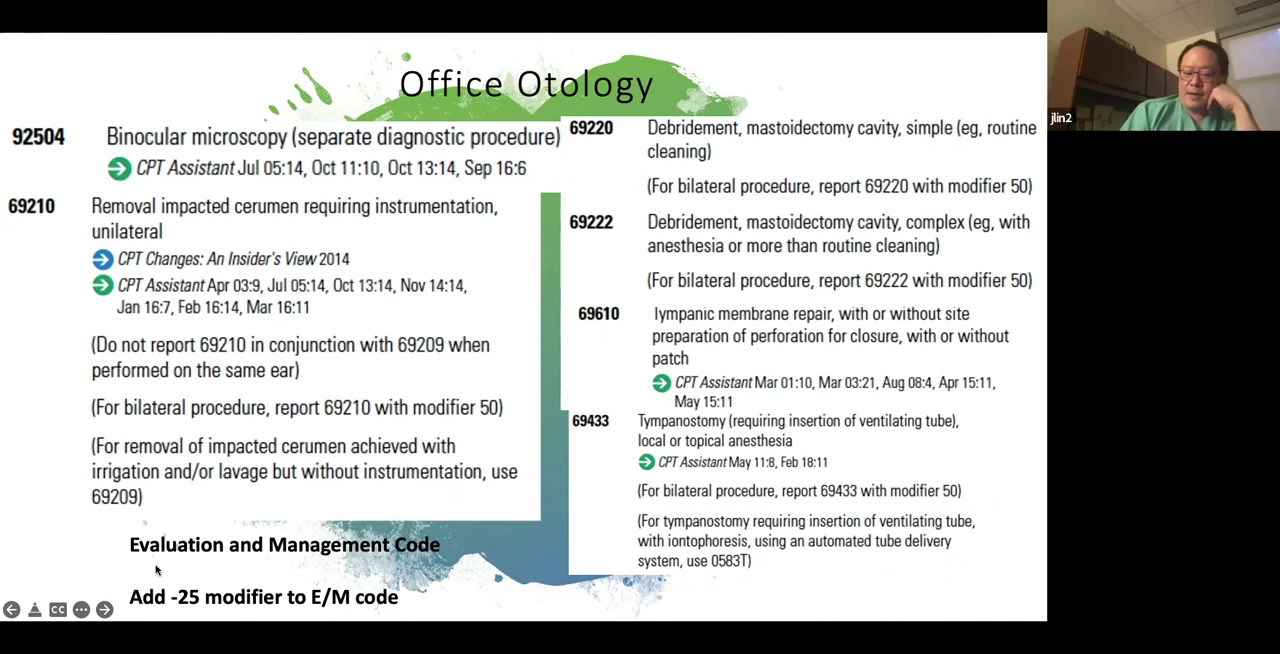 Office Otology
92504 Binocular microscopy (separate diagnostic procedure)
CPT Assistant Jul 05:14, Oct 11:10, Oct 13:14, Sep 16:6
69210 Removal impacted cerumen requiring instrumentation,
unilateral
CPT Changes: An Insider's View 2014
CPT Assistant Apr 03:9, Jul 05:14, Oct 13:14, Nov 14:14,
Jan 16:7, Feb 16:14, Mar 16:11
(Do not report 69210 in conjunction with 69209 when
performed on the same ear)
(For bilateral procedure, report 69210 with modifier 50)
(For removal of impacted cerumen achieved with
irrigation and/or lavage but without instrumentation, use
69209)
Evaluation and Management Code
Add -25 modifier to E/M code
69220 Debridement, mastoidectomy cavity, simple (eg, routine
cleaning)
(For bilateral procedure, report 69220 with modifier 50)
69222 Debridement, mastoidectomy cavity, complex (eg, with
anesthesia or more than routine cleaning)
(For bilateral procedure, report 69222 with modifier 50)
69610 Tympanic membrane repair, with or without site
preparation of perforation for closure, with or without
patch
CPT Assistant Mar 01:10, Mar 03:21, Aug 08:4, Apr 15:11,
May 15:11
69433 Tympanostomy (requiring insertion of ventilating tube),
local or topical anesthesia
CPT Assistant May 11:8, Feb 18:11
(For bilateral procedure, report 69433 with modifier 50)
(For tympanostomy requiring insertion of ventilating tube,
with iontophoresis, using an automated tube delivery
system, use 0583T)
CC
jlin2